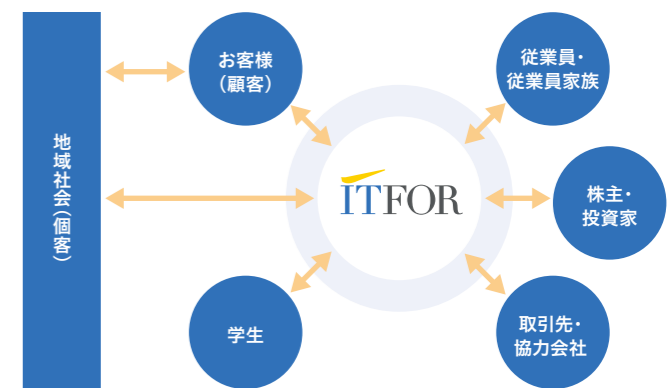 地域社会（個客）
お客様
（顧客）
従業員・
従業員家族
ITFOR
株主・
投資家
学生
取引先・
協力会社